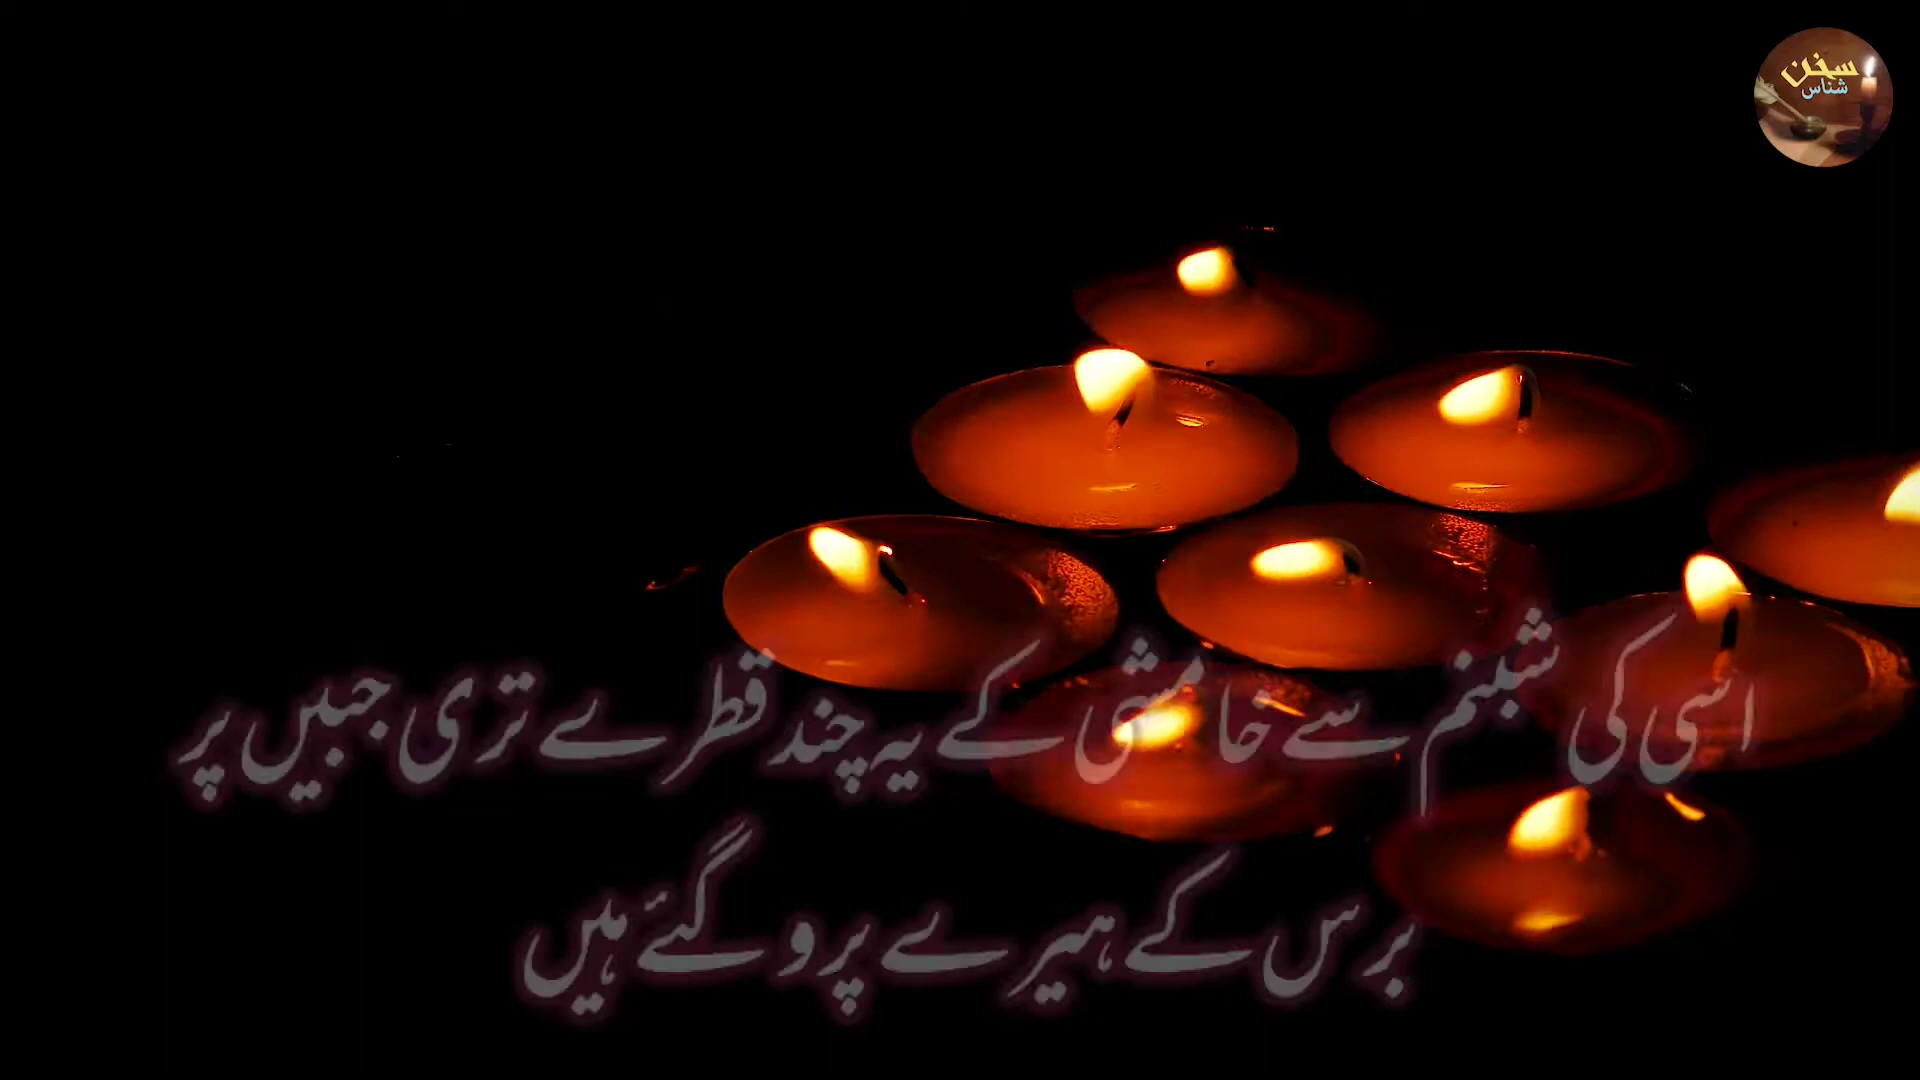 سخن
شناس
اسی کی شبنم سے خامشی کے یہ چند قطرے تری جبیں پر
برس کے ہیرے پرو گئے ہیں